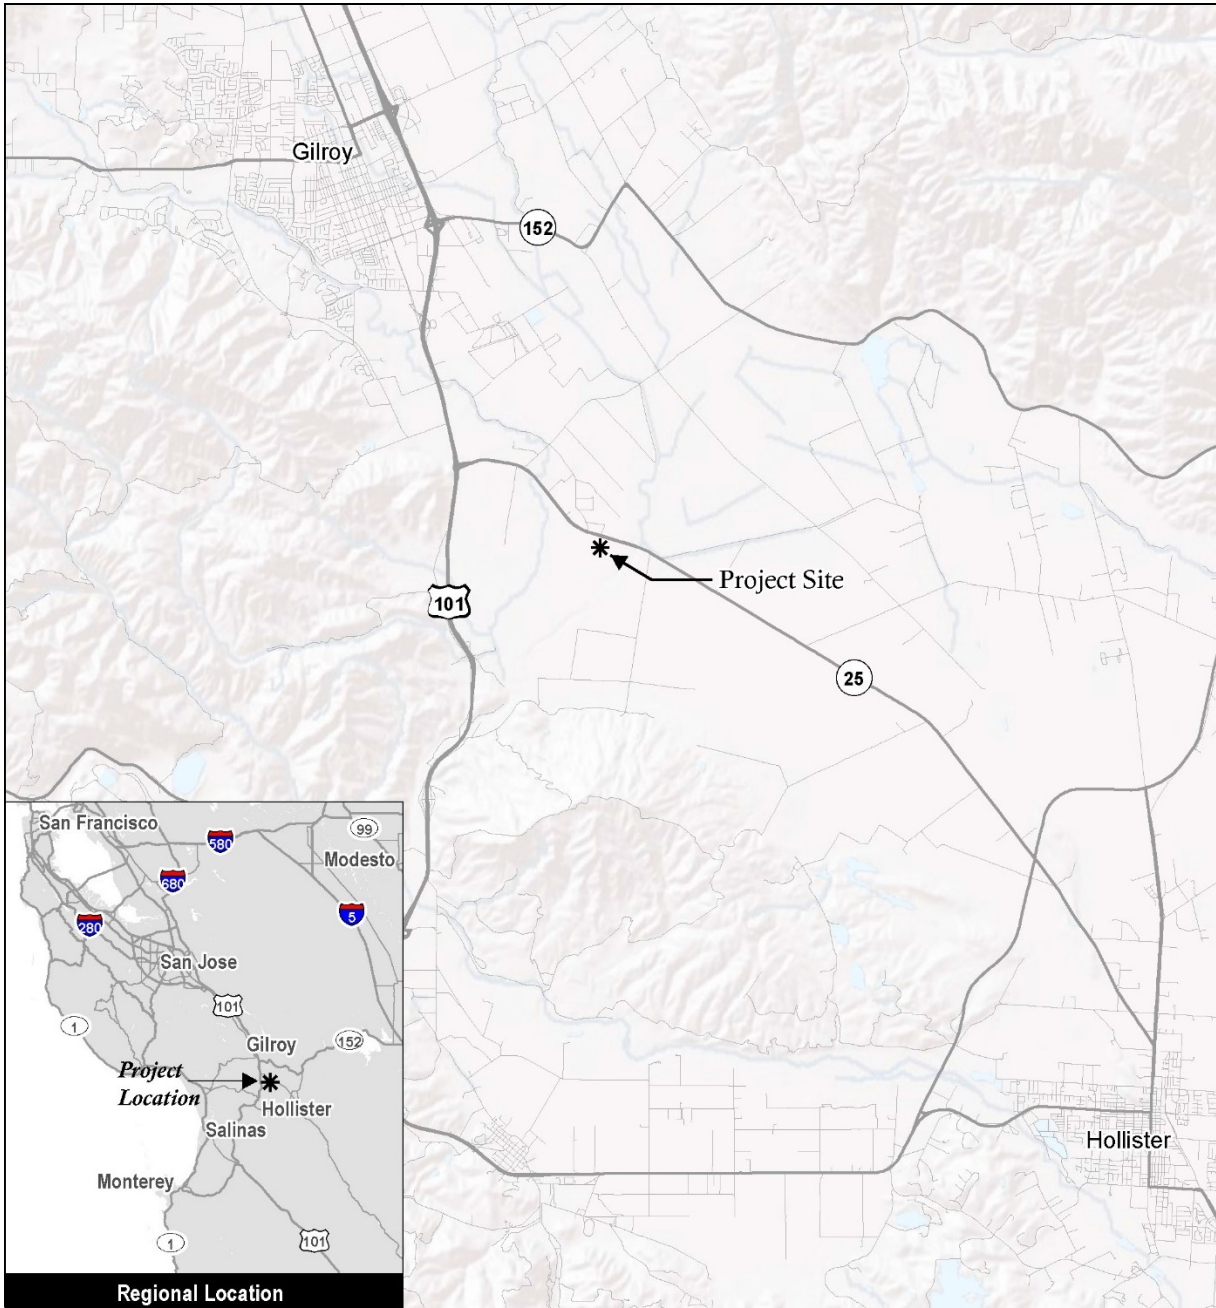 Gilroy
152
Project Site
101
25
Hollister
San Francisco
99
580
Modesto
680
5
280
San Jose
101
1
Gilroy
152
Project
Location
Hollister
Salinas
Monterey
1
101
Regional Location